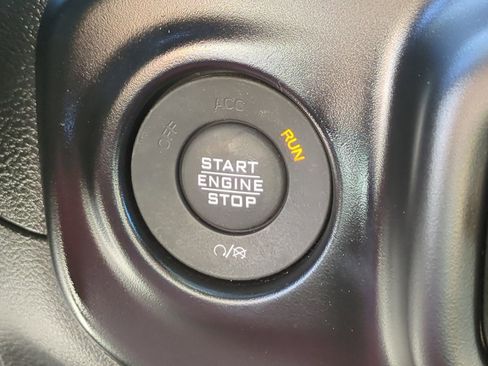 OFF
ACC
RUN
START
ENGINE
STOP